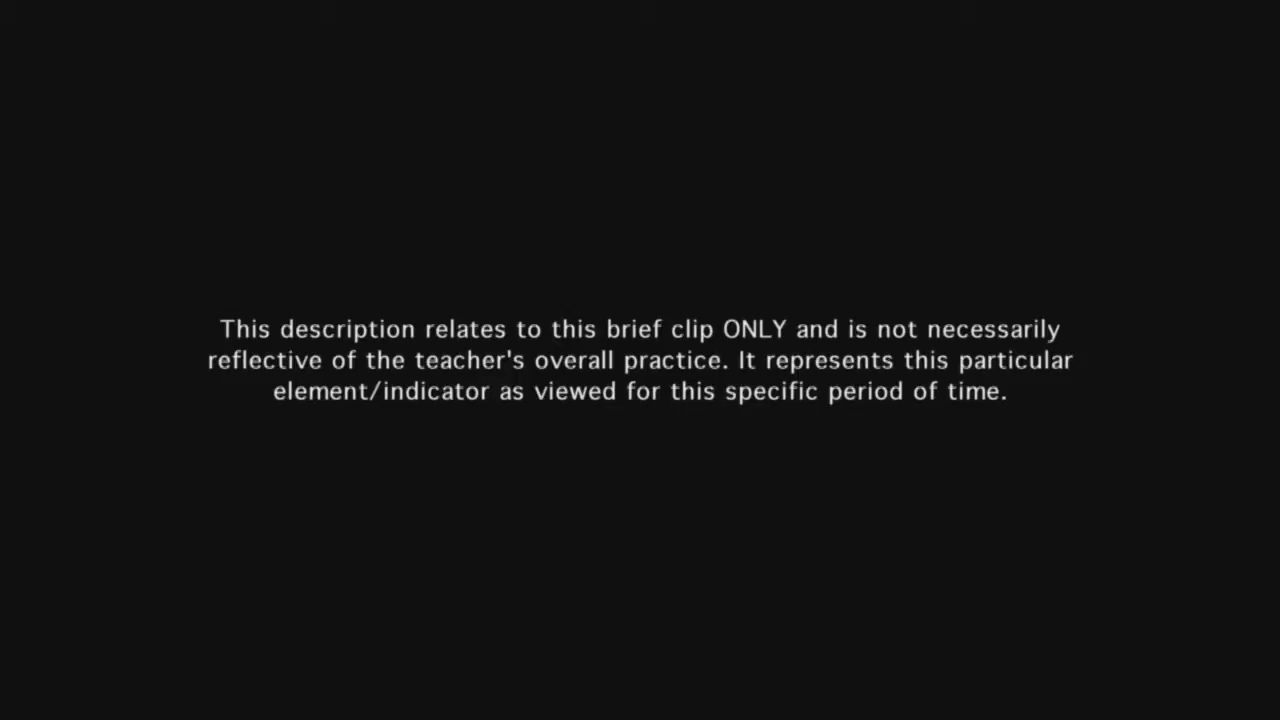 This description relates to this brief clip ONLY and is not necessarily
reflective of the teacher's overall practice. It represents this particular
element/indicator as viewed for this specific period of time.